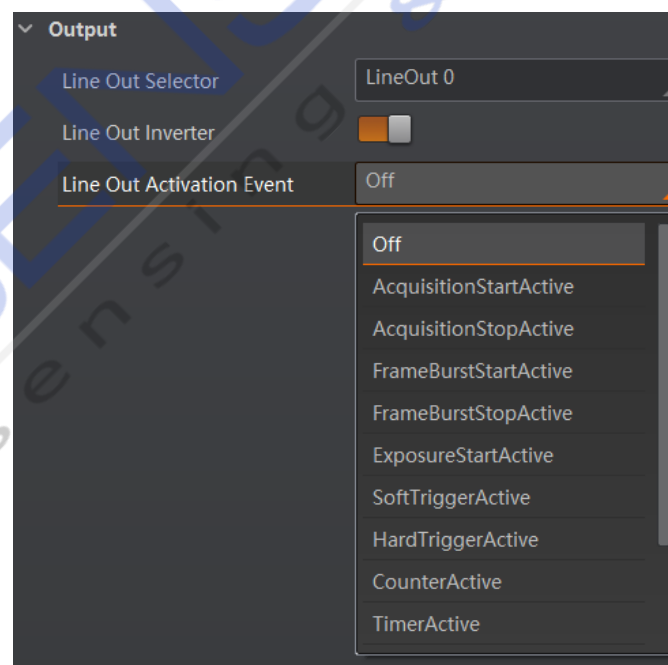 Output
Line Out Selector
LineOut 0
Line Out Inverter
Line Out Activation Event
Off
Off
AcquisitionStartActive
AcquisitionStopActive
FrameBurstStartActive
FrameBurstStopActive
ExposureStartActive
SoftTriggerActive
HardTriggerActive
CounterActive
TimerActive
sensing